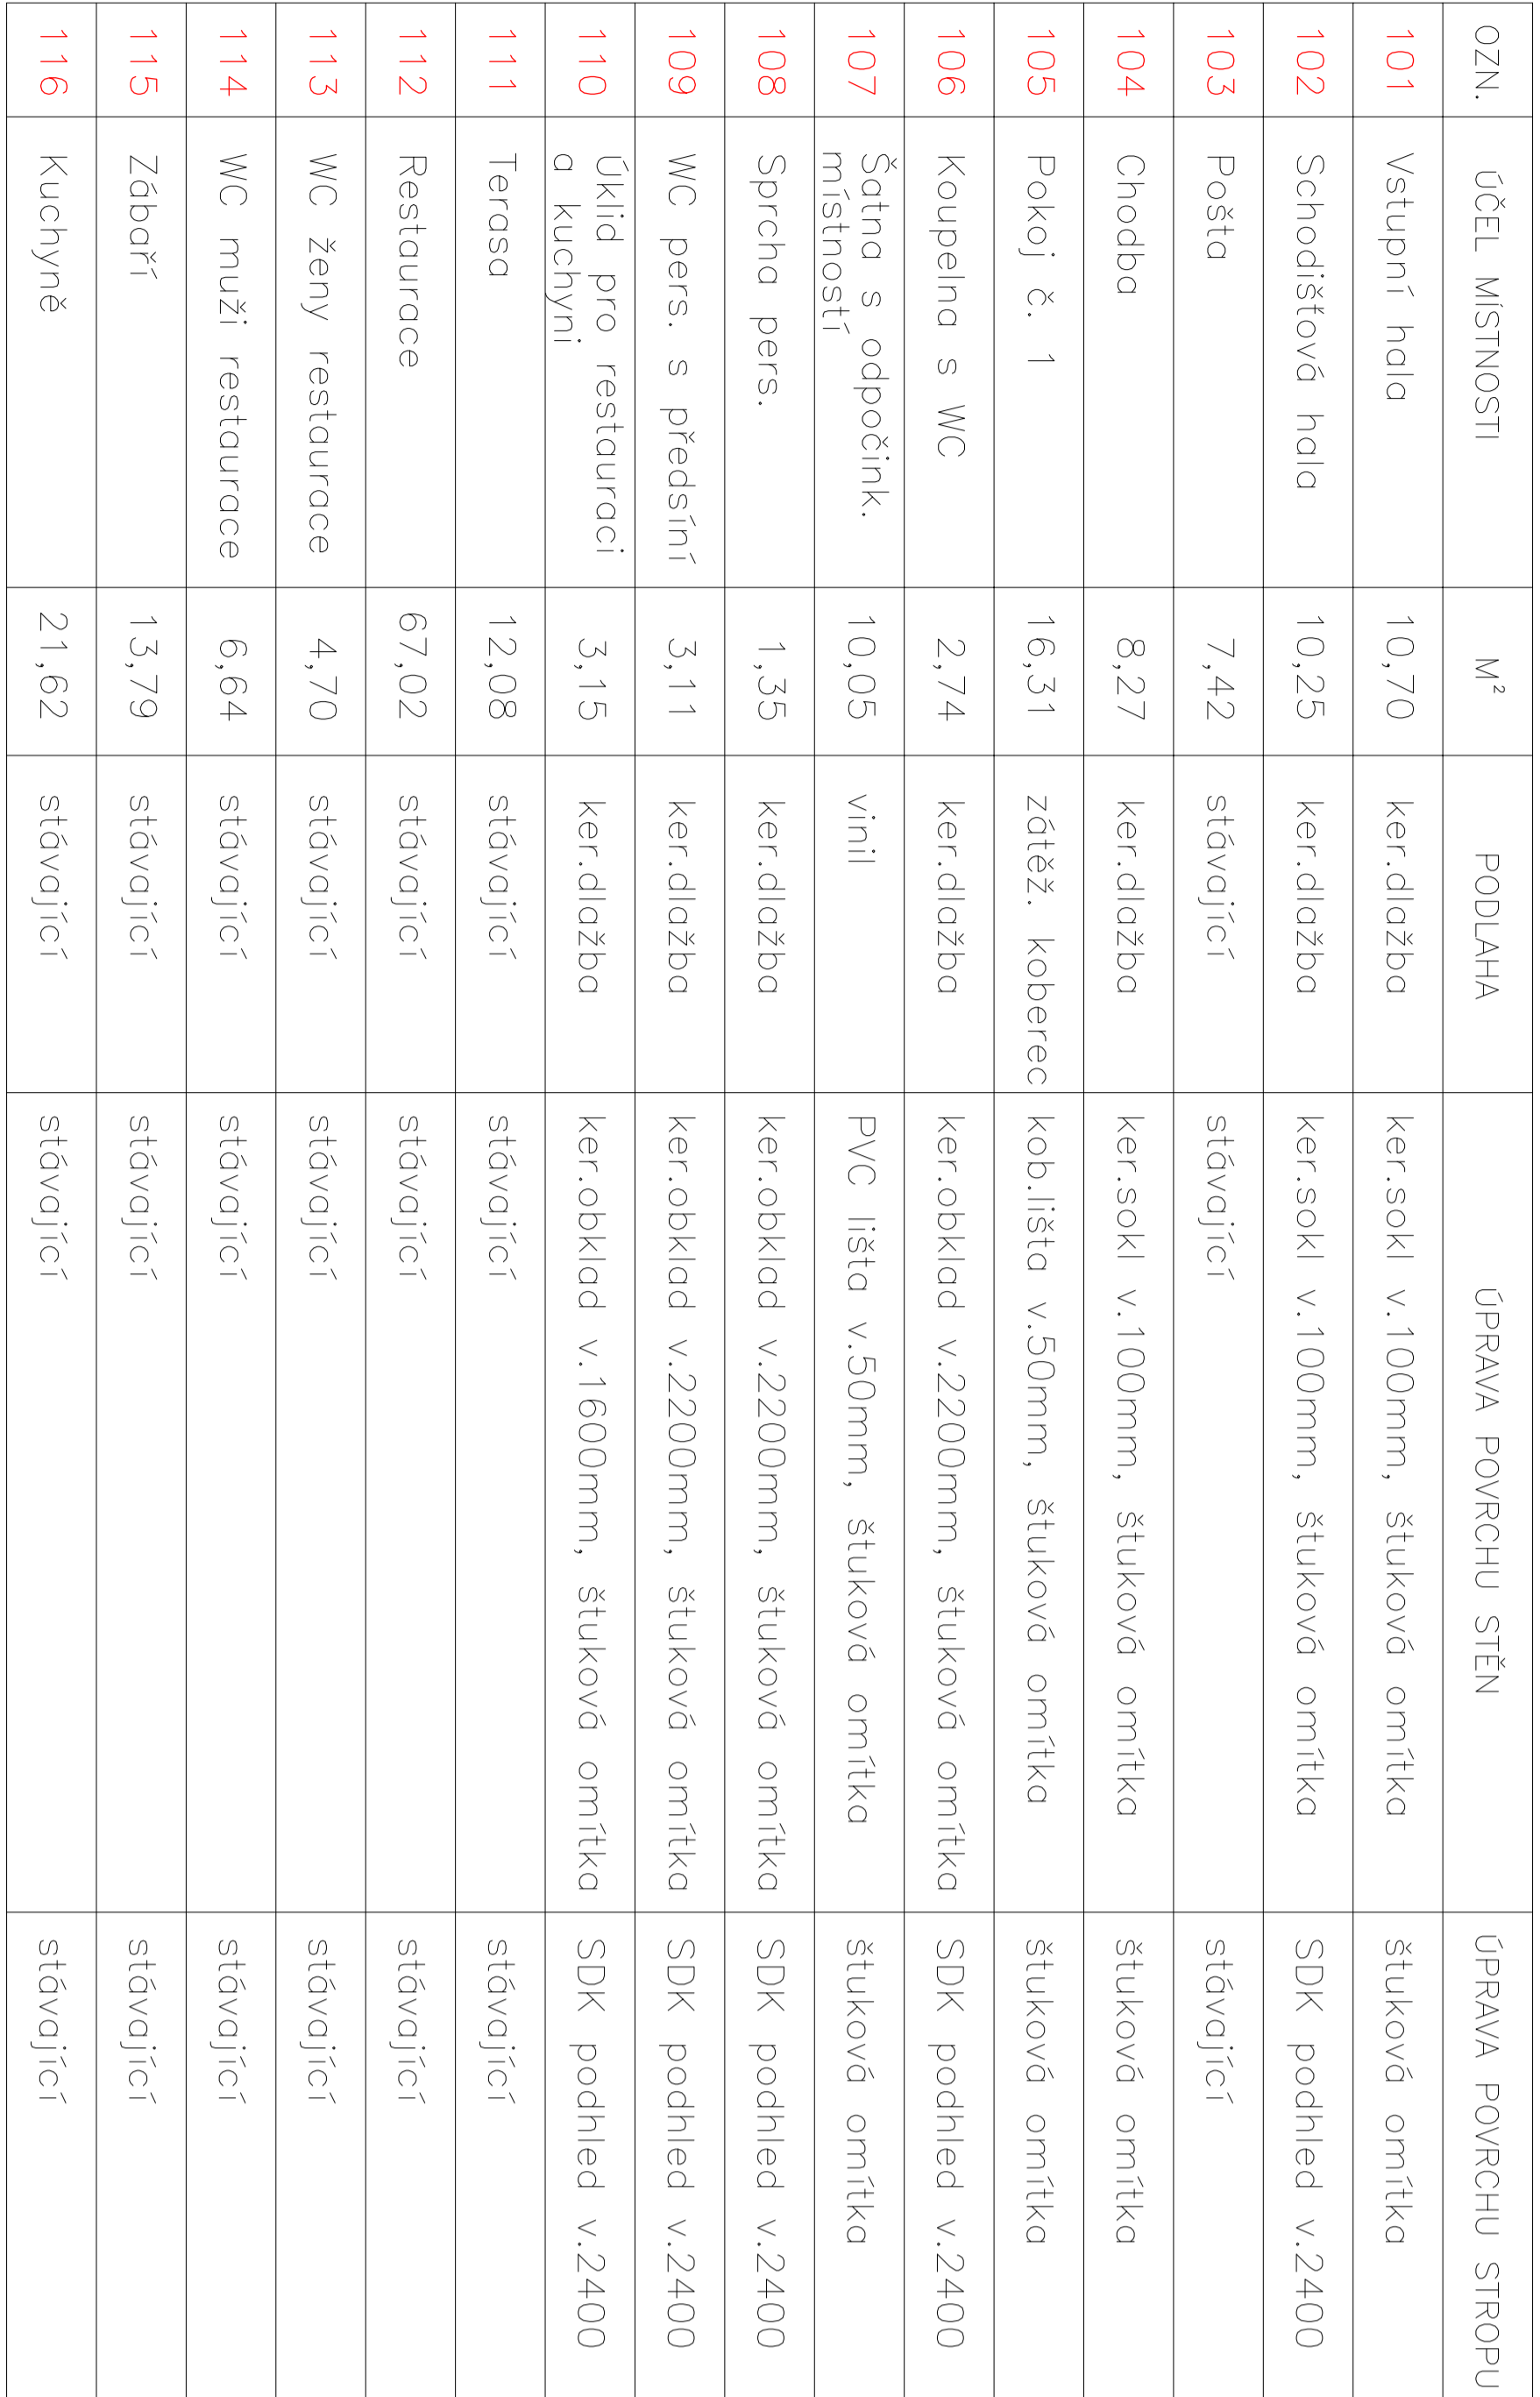 OZN. ÚČEL MÍSTNOSTI M² PODLAHA ÚPRAVA POVRCHU STĚN ÚPRAVA POVRCHU STROPU
101 Vstupní hala 10,70 ker.dlažba ker.sokl v.100mm, štuková omítka štuková omítka
102 Schodišťová hala 10,25 ker.dlažba ker.sokl v.100mm, štuková omítka SDK podhled v.2400
103 Pošta 7,42 stávající stávající stávající
104 Chodba 8,27 ker.dlažba ker.sokl v.100mm, štuková omítka štuková omítka
105 Pokoj č. 1 16,31 zátěž. koberec kob.lišta v.50mm, štuková omítka štuková omítka
106 Koupelna s WC 2,74 ker.dlažba ker.obklad v.2200mm, štuková omítka SDK podhled v.2400
107 Šatna s odpočink. 10,05 vinil PVC lišta v.50mm, štuková omítka štuková omítka
místností
108 Sprcha pers. 1,35 ker.dlažba ker.obklad v.2200mm, štuková omítka SDK podhled v.2400
109 WC pers. s předsíní 3,11 ker.dlažba ker.obklad v.2200mm, štuková omítka SDK podhled v.2400
110 Úklid pro restauraci 3,15 ker.dlažba ker.obklad v.1600mm, štuková omítka SDK podhled v.2400
a kuchyni
111 Terasa 12,08 stávající stávající stávající
112 Restaurace 67,02 stávající stávající stávající
113 WC ženy restaurace 4,70 stávající stávající stávající
114 WC muži restaurace 6,64 stávající stávající stávající
115 Zábaří 13,79 stávající stávající stávající
116 Kuchyně 21,62 stávající stávající stávající